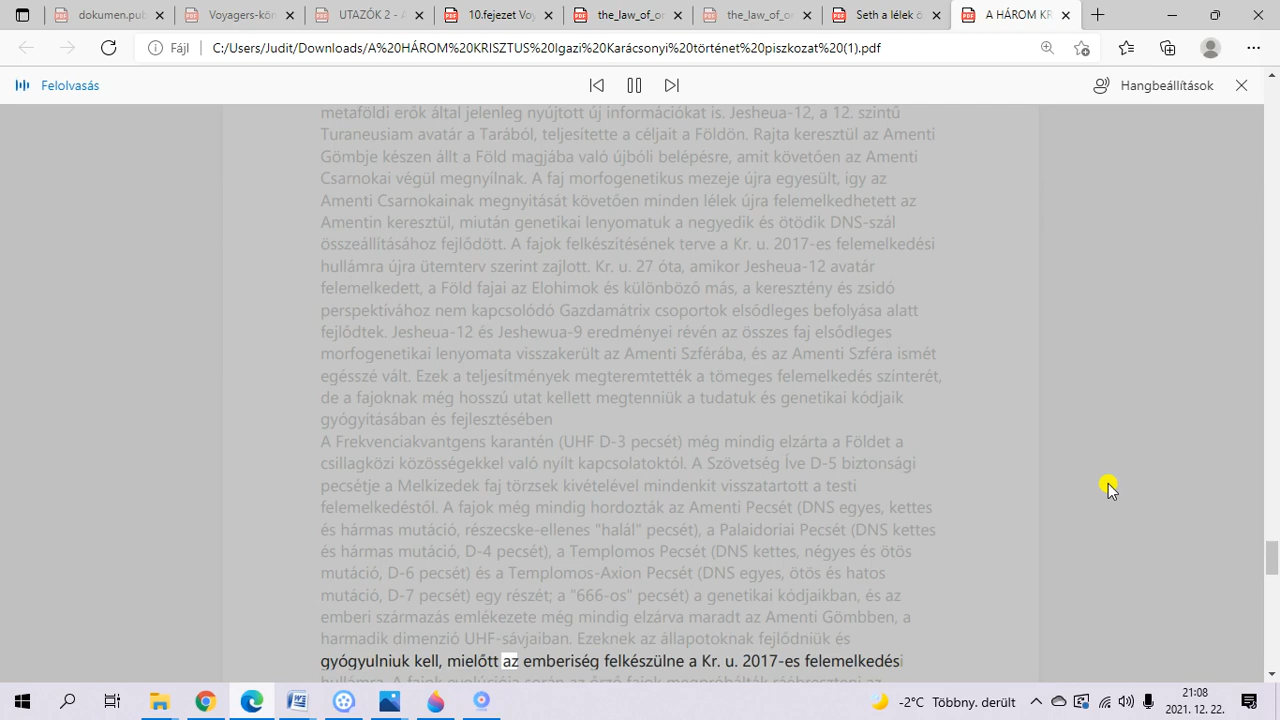 dokumen.pub
Voyagers-kön
UTAZÓK 2 - A
10.fejezet Voy
the_law_of_on
the_law_of_or
Seth a lélek ö
A HÁROM KR
Fájl
C:/Users/Judit/Downloads/A%20HÁROM%20KRISZTUS%20Igazi%20Karácsonyi%20történet%20piszkozat%20(1).pdf
Felolvasás
Hangbeállítások
metaföldi erők által jelenleg nyújtott új információkat is. Jesheua-12, a 12. szintű
Turaneusiam avatár a Tarából, teljesítette a céljait a Földön. Rajta keresztül az Amenti
Gömbje készen állt a Föld magjába való újbóli belépésre, amit követően az Amenti
Csarnokai végül megnyílnak. A faj morfogenetikus mezeje újra egyesült, így az
Amenti Csarnokainak megnyitását követően minden lélek újra felemelkedhetett az
Amentin keresztül, miután genetikai lenyomatuk a negyedik és ötödik DNS-szál
összeállításához fejlődött. A fajok felkészítésének terve a Kr. u. 2017-es felemelkedési
hullámra újra ütemterv szerint zajlott. Kr. u. 27 óta, amikor Jesheua-12 avatár
felemelkedett, a Föld fajai az Elohimok és különböző más, a keresztény és zsidó
perspektívához nem kapcsolódó Gazdamátrix csoportok elsődleges befolyása alatt
fejlődtek. Jesheua-12 és Jeshewua-9 eredményei révén az összes faj elsődleges
morfogenetikai lenyomata visszakerült az Amenti Szférába, és az Amenti Szféra ismét
egésszé vált. Ezek a teljesítmények megteremtették a tömeges felemelkedés színterét,
de a fajoknak még hosszú utat kellett megtenniük a tudatuk és genetikai kódjaik
gyógyításában és fejlesztésében
A Frekvenciakvantgens karantén (UHF D-3 pecsét) még mindig elzárta a Földet a
csillagközi közösségekkel való nyílt kapcsolatoktól. A Szövetség Íve D-5 biztonsági
pecsétje a Melkizedek faj törzsek kivételével mindenkit visszatartott a testi
felemelkedéstől. A fajok még mindig hordozták az Amenti Pecsét (DNS egyes, kettes
és hármas mutáció, részecske-ellenes "halál" pecsét), a Palaidoriai Pecsét (DNS kettes
és hármas mutáció, D-4 pecsét), a Templomos Pecsét (DNS kettes, négyes és ötös
mutáció, D-6 pecsét) és a Templomos-Axion Pecsét (DNS egyes, ötös és hatos
mutáció, D-7 pecsét) egy részét; a "666-os" pecsét) a genetikai kódjaikban, és az
emberi származás emlékezete még mindig elzárva maradt az Amenti Gömbben, a
harmadik dimenzió UHF-sávjaiban. Ezeknek az állapotoknak fejlődniük és
gyógyulniuk kell, mielőtt az emberiség felkészülne a Kr. u. 2017-es felemelkedési
hullámra. A fajok evolúciója során az érző fajok megpróbálták ráébreszteni az
-2°C Többny. derült
21:08
2021. 12. 22.